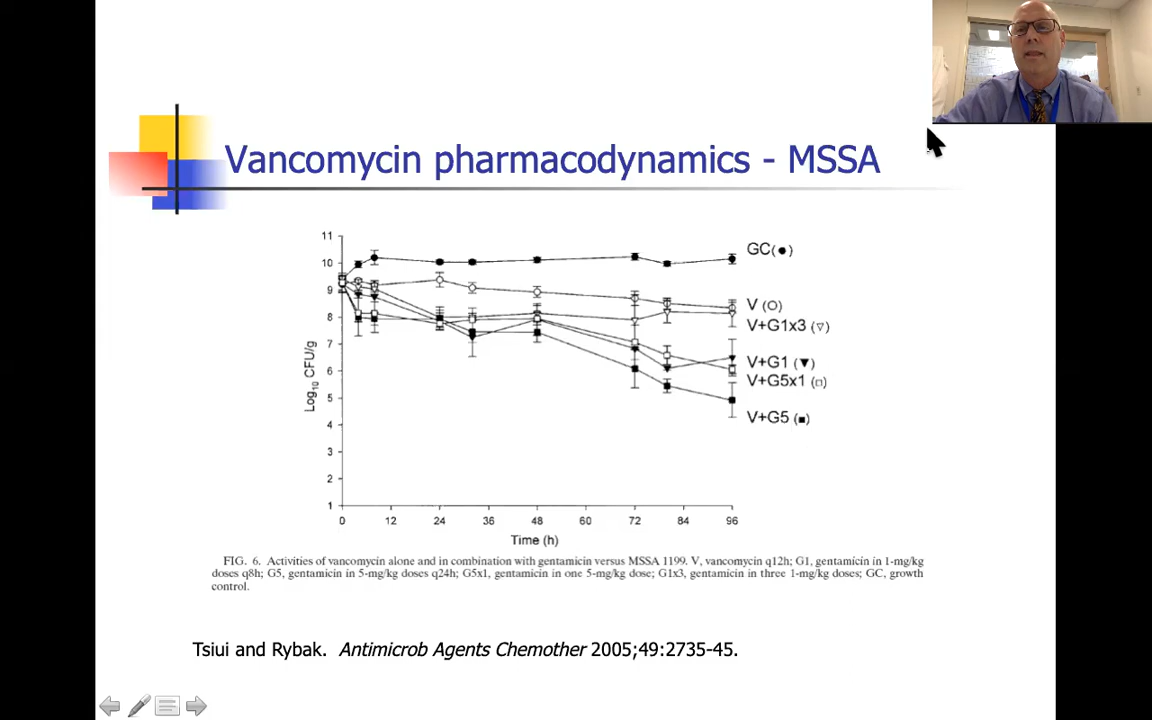 Vancomycin pharmacodynamics - MSSA
11
10
9
8
7
6
5
4
3
2
1
Log10 CFU/g
0 12 24 36 48 60 72 84 96
Time (h)
GC(●)
V (○)
V+G1x3 (▽)
V+G1 (▼)
V+G5x1 (□)
V+G5 (■)
FIG. 6. Activities of vancomycin alone and in combination with gentamicin versus MSSA 1199. V, vancomycin q12h; G1, gentamicin in 1-mg/kg
doses q8h; G5, gentamicin in 5-mg/kg doses q24h; G5x1, gentamicin in one 5-mg/kg dose; G1x3, gentamicin in three 1-mg/kg doses; GC, growth
control.
Tsiui and Rybak. Antimicrob Agents Chemother 2005;49:2735-45.